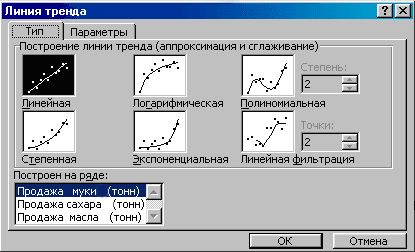 Линия тренда
Тип Параметры
Построение линии тренда (аппроксимация и сглаживание)
Линейная Логарифмическая Полиномиальная
Степень:
2
Степенная Экспоненциальная Линейная фильтрация
Точки:
2
Построен на ряде:
Продажа муки (тонн)
Продажа сахара (тонн)
Продажа масла (тонн)
ОК Отмена